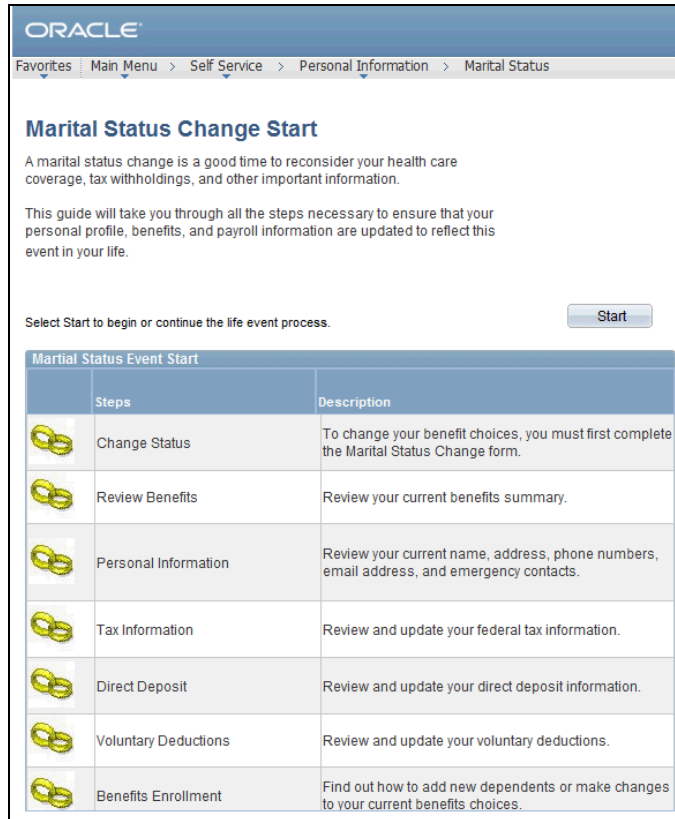 ORACLE
Favorites Main Menu > Self Service > Personal Information > Marital Status
Marital Status Change Start
A marital status change is a good time to reconsider your health care
coverage, tax withholdings, and other important information.
This guide will take you through all the steps necessary to ensure that your
personal profile, benefits, and payroll information are updated to reflect this
event in your life.
Select Start to begin or continue the life event process.
Start
Martial Status Event Start
Steps Description
Change Status
To change your benefit choices, you must first complete
the Marital Status Change form.
Review Benefits
Review your current benefits summary.
Personal Information
Review your current name, address, phone numbers,
email address, and emergency contacts.
Tax Information
Review and update your federal tax information.
Direct Deposit
Review and update your direct deposit information.
Voluntary Deductions
Review and update your voluntary deductions.
Benefits Enrollment
Find out how to add new dependents or make changes
to your current benefits choices.